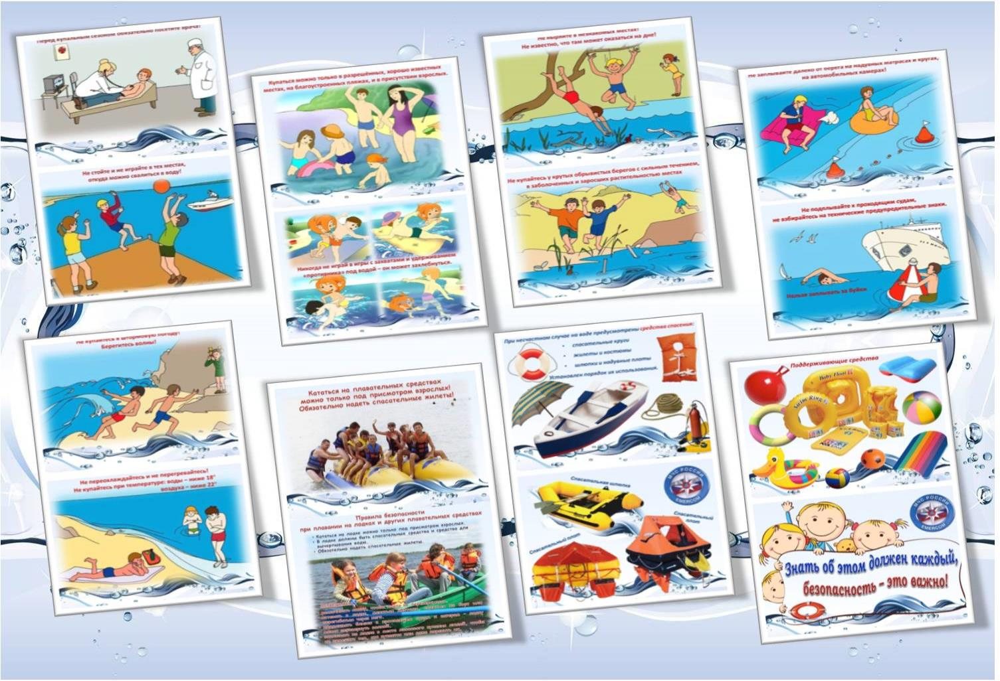 Перед купальным сезоном обязательно посетите врача!
Не стойте и не играйте в тех местах,
откуда можно свалиться в воду!
Купаться можно только в разрешённых, хорошо известных
местах, на благоустроенных пляжах, и в присутствии взрослых.
Никогда не играй в игры с захватами и удерживанием
«противника» под водой – он может захлебнуться.
Не ныряйте в незнакомых местах!
Не известно, что там может оказаться на дне!
Не купайтесь у крутых обрывистых берегов с сильным течением,
в заболоченных и заросших растительностью местах
Не заплывайте далеко от берега на надувных матрасах и кругах,
на автомобильных камерах!
Не подплывайте к проходящим судам,
не взбирайтесь на технические предупредительные знаки.
Нельзя заплывать за буйки
Не купайтесь в штормовую погоду!
Берегитесь волны!
Не переохлаждайтесь и не перегревайтесь!
Не купайтесь при температуре: воды – ниже 18°
воздуха – ниже 22°
Кататься на плавательных средствах
можно только под присмотром взрослых!
Обязательно надеть спасательные жилеты!
Правила безопасности
при плавании на лодках и других плавательных средствах
• Кататься на лодке можно только под присмотром взрослых.
• В лодке должны быть спасательные средства и средство для
вычерпывания воды.
• Обязательно надеть спасательные жилеты.
При несчастном случае на воде предусмотрены средства спасения:
• спасательные круги
• жилеты и костюмы
• шлюпки и надувные плоты
Установлен порядок их использования.
Спасательная шлюпка
МЧС РОССИИ
EMERCOM
Спасательный
плот
Спасательный плот
Поддерживающие средства
Baby Float
Swim Ring
МЧС РОССИИ
EMERCOM
Знать об этом должен каждый,
безопасность – это важно!